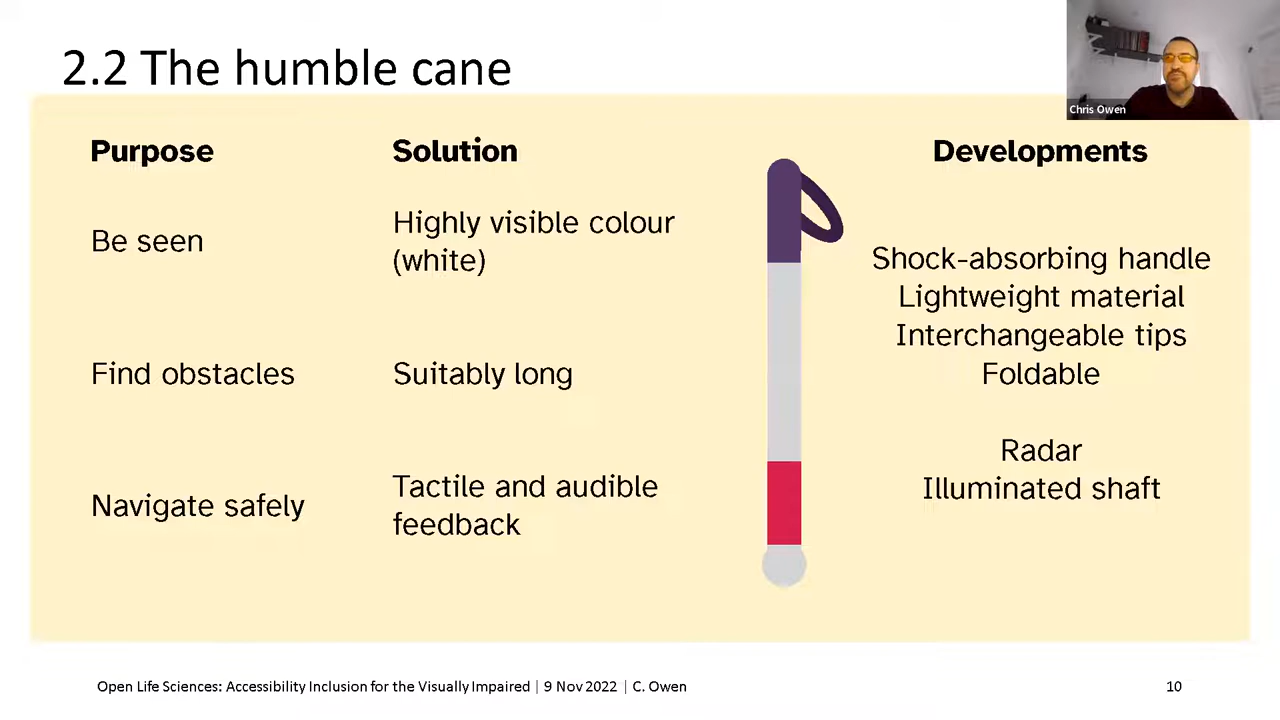 2.2 The humble cane
Chris Owen
Purpose
Solution
Developments
Be seen
Highly visible colour
(white)
Find obstacles
Suitably long
Navigate safely
Tactile and audible
feedback
Shock-absorbing handle
Lightweight material
Interchangeable tips
Foldable
Radar
Illuminated shaft
Open Life Sciences: Accessibility Inclusion for the Visually Impaired | 9 Nov 2022 | C. Owen
10